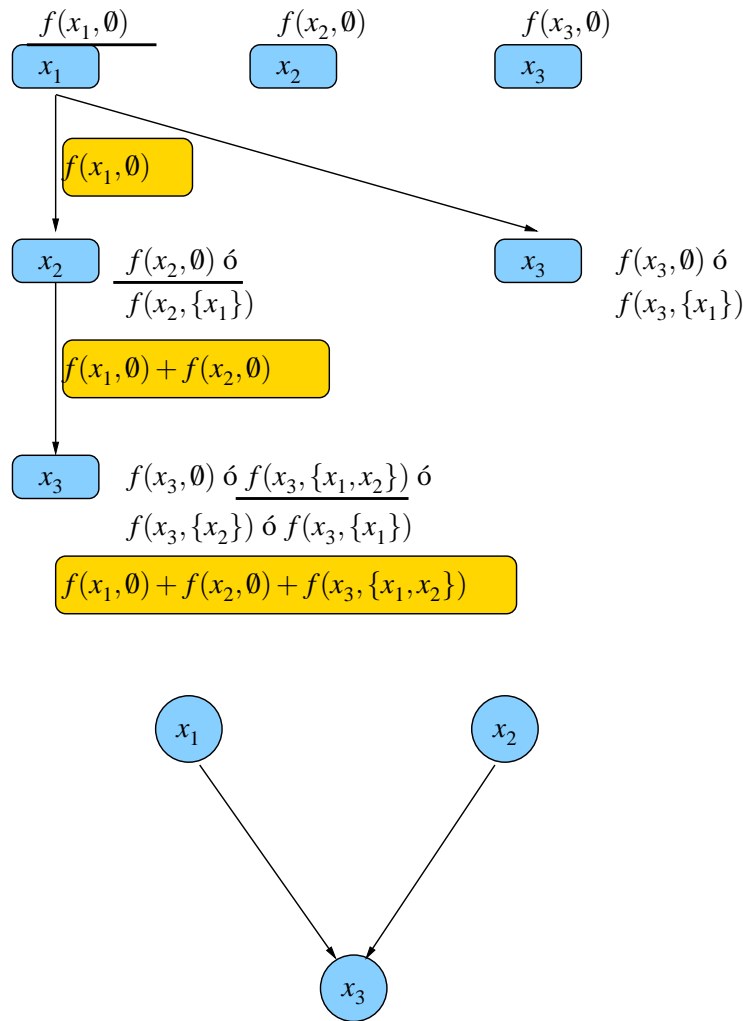 f(x₁,∅) f(x₂,∅) f(x₃,∅)
x₁ x₂ x₃
f(x₁,∅)
x₂ f(x₂,∅) ó x₃ f(x₃,∅) ó
f(x₂,{x₁}) f(x₃,{x₁})
f(x₁,∅) + f(x₂,∅)
x₃ f(x₃,∅) ó f(x₃,{x₁,x₂}) ó
f(x₃,{x₂}) ó f(x₃,{x₁})
f(x₁,∅) + f(x₂,∅) + f(x₃,{x₁,x₂})
x₁ x₂
x₃